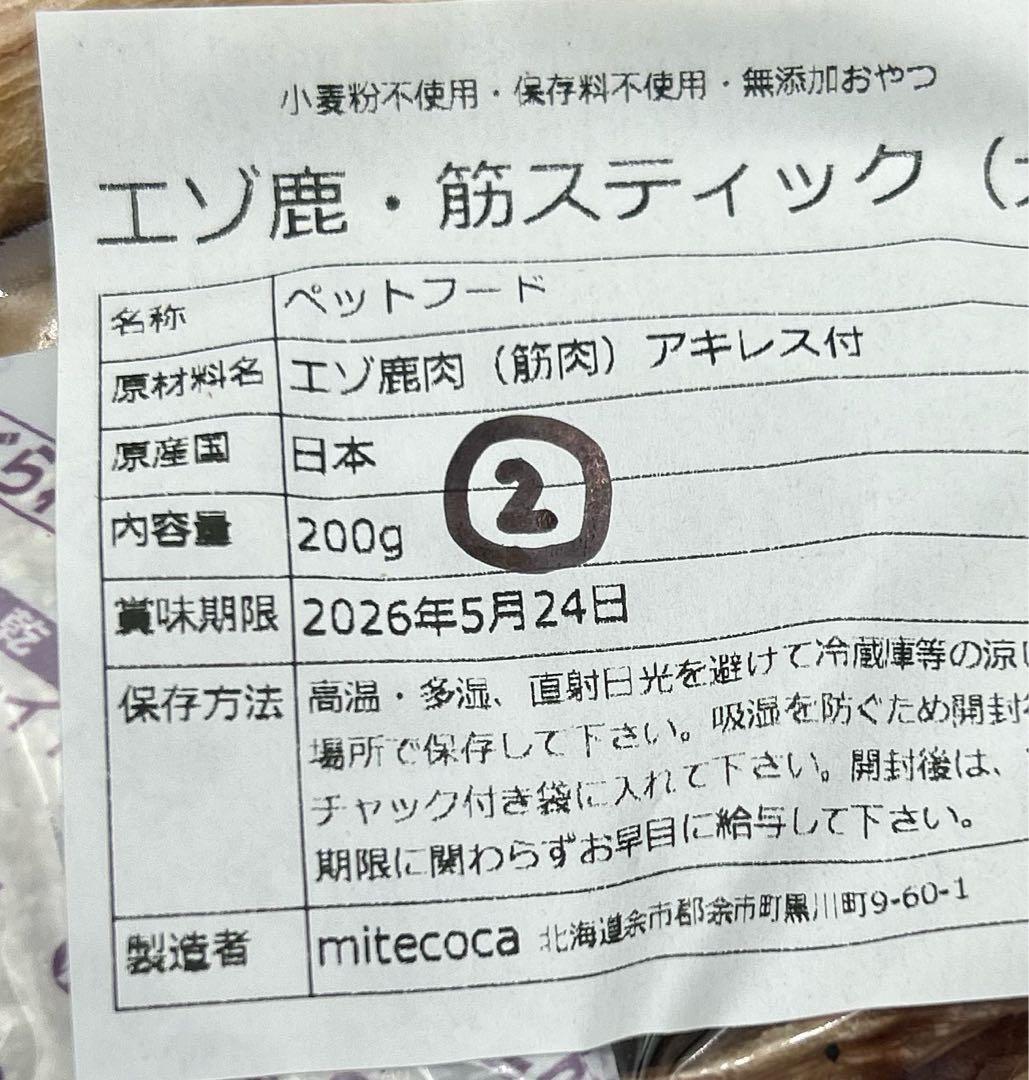 小麦粉不使用・保存料不使用・無添加おやつ
エゾ鹿・筋スティック（
名称 ペットフード
原材料名 エゾ鹿肉（筋肉）アキレス付
原産国 日本
②
内容量 200g
賞味期限 2026年5月24日
保存方法 高温・多湿、直射日光を避けて冷蔵庫等の涼し
場所で保存して下さい。吸湿を防ぐため開封後
チャック付き袋に入れて下さい。開封後は、
期限に関わらずお早目に給与して下さい。
製造者 mitecoca 北海道余市郡余市町黒川町9-60-1